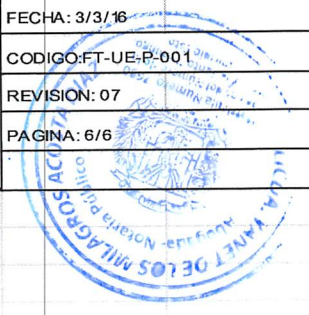 FECHA: 3/3/16
CODIGO:FT-UE-P-001
REVISION: 07
PAGINA: 6/6
LICDA. YANET DE LOS MILAGROS ACOSTA
Abogada - Notario Público